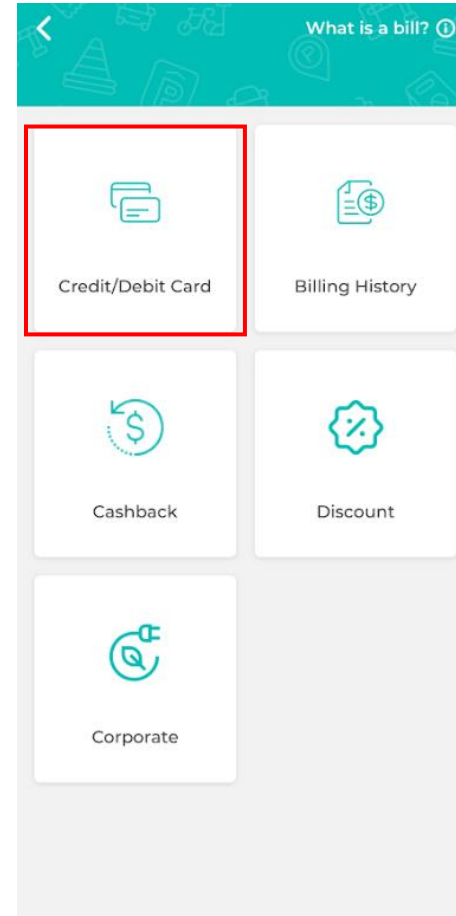 What is a bill?
Credit/Debit Card
Billing History
Cashback
Discount
Corporate